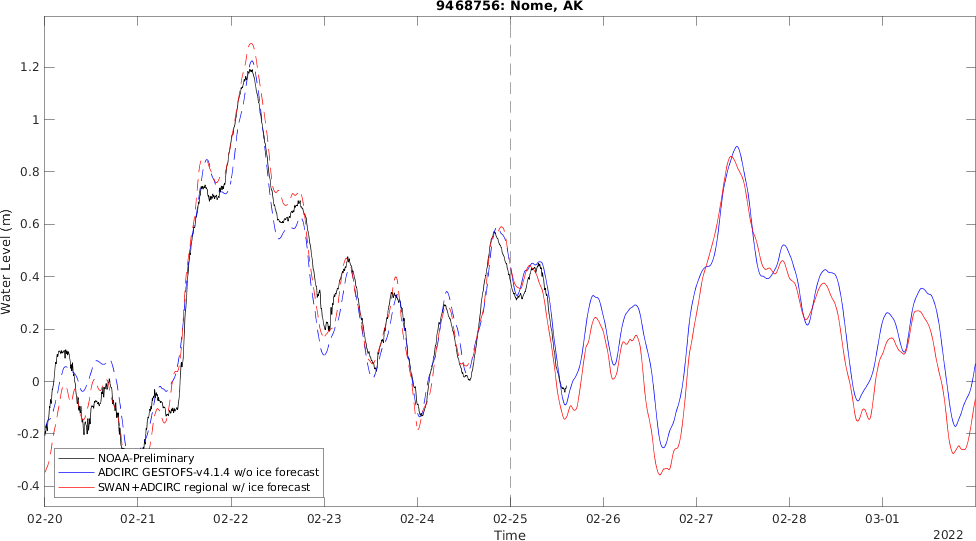 9468756: Nome, AK
Water Level (m)
1.2
1
0.8
0.6
0.4
0.2
0
-0.2
-0.4
NOAA-Preliminary
ADCIRC GESTOFS-v4.1.4 w/o ice forecast
SWAN+ADCIRC regional w/ ice forecast
02-20 02-21 02-22 02-23 02-24 02-25 02-26 02-27 02-28 03-01
Time
2022